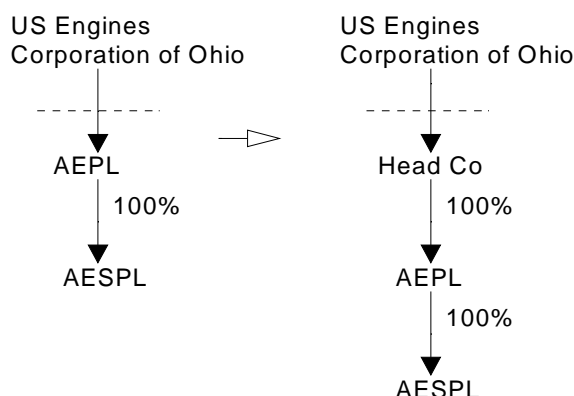 US Engines
Corporation of Ohio
AEPL
100%
AESPL
US Engines
Corporation of Ohio
Head Co
100%
AEPL
100%
AESPL